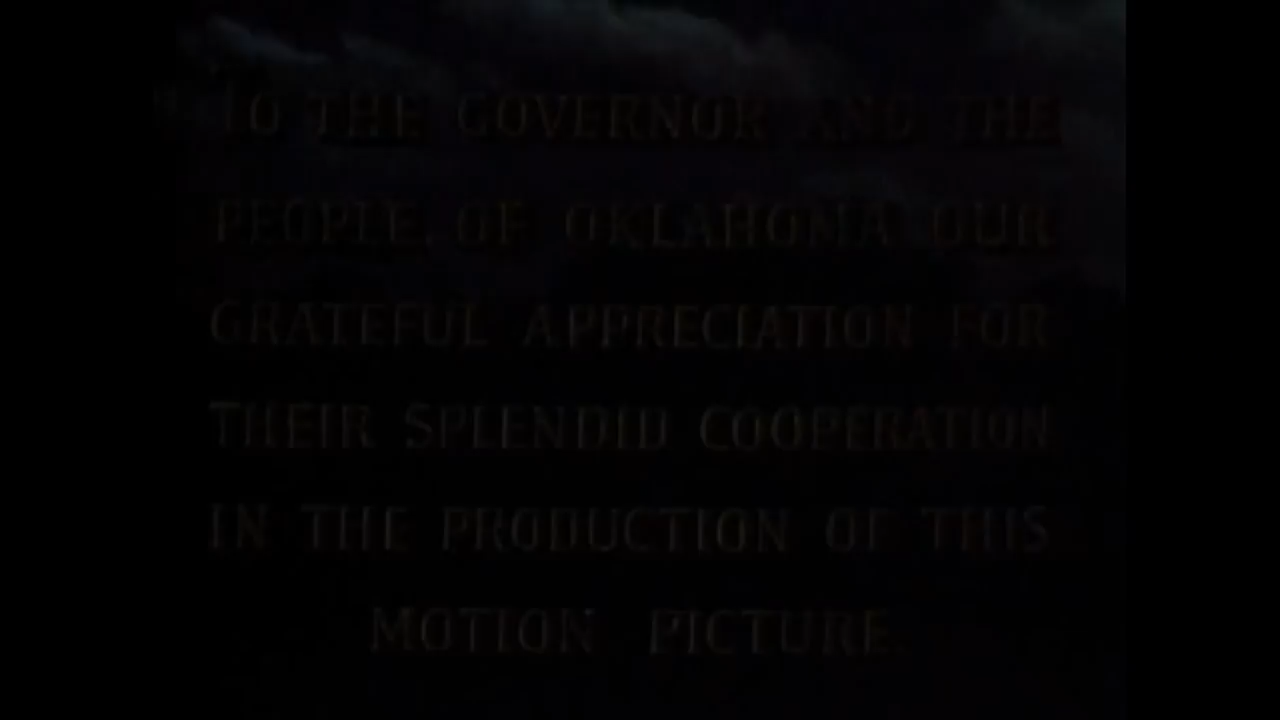 TO THE GOVERNOR AND THE
PEOPLE OF OKLAHOMA OUR
GRATEFUL APPRECIATION FOR
THEIR SPLENDID COOPERATION
IN THE PRODUCTION OF THIS
MOTION PICTURE.